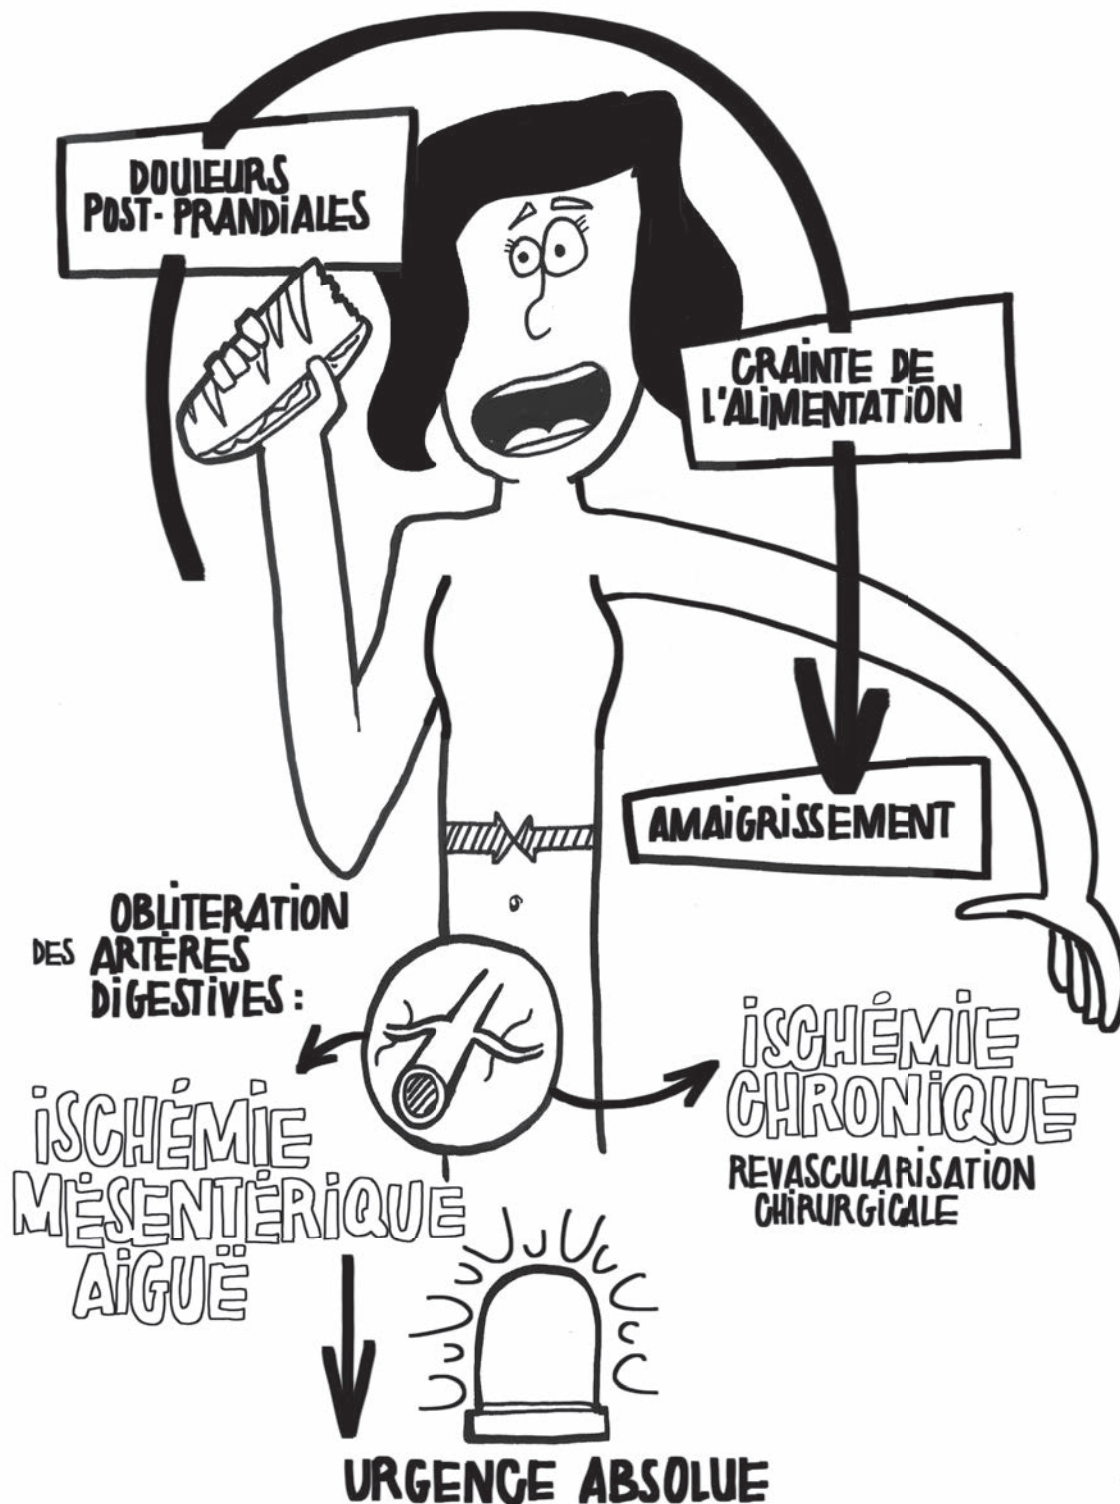 DOULEURS
POST-PRANDIALES
CRAINTE DE
L'ALIMENTATION
AMAIGRISSEMENT
OBLITERATION
DES ARTÈRES
DIGESTIVES :
ISCHÉMIE
MÉSENTÉRIQUE
AIGUË
ISCHÉMIE
CHRONIQUE
REVASCULARISATION
CHIRURGICALE
URGENCE ABSOLUE